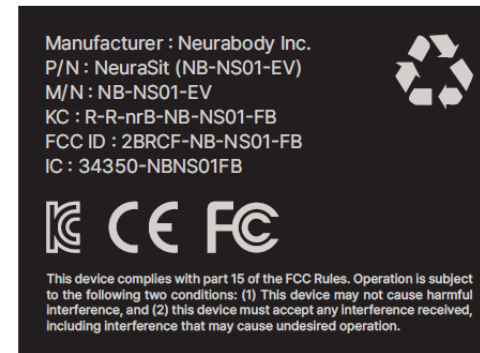 Manufacturer : Neurabody Inc.
P/N : NeuraSit (NB-NS01-EV)
M/N : NB-NS01-EV
KC : R-R-nrB-NB-NS01-FB
FCC ID : 2BRCF-NB-NS01-FB
IC : 34350-NBNS01FB
KC CE FC
This device complies with part 15 of the FCC Rules. Operation is subject
to the following two conditions: (1) This device may not cause harmful
interference, and (2) this device must accept any interference received,
including interference that may cause undesired operation.